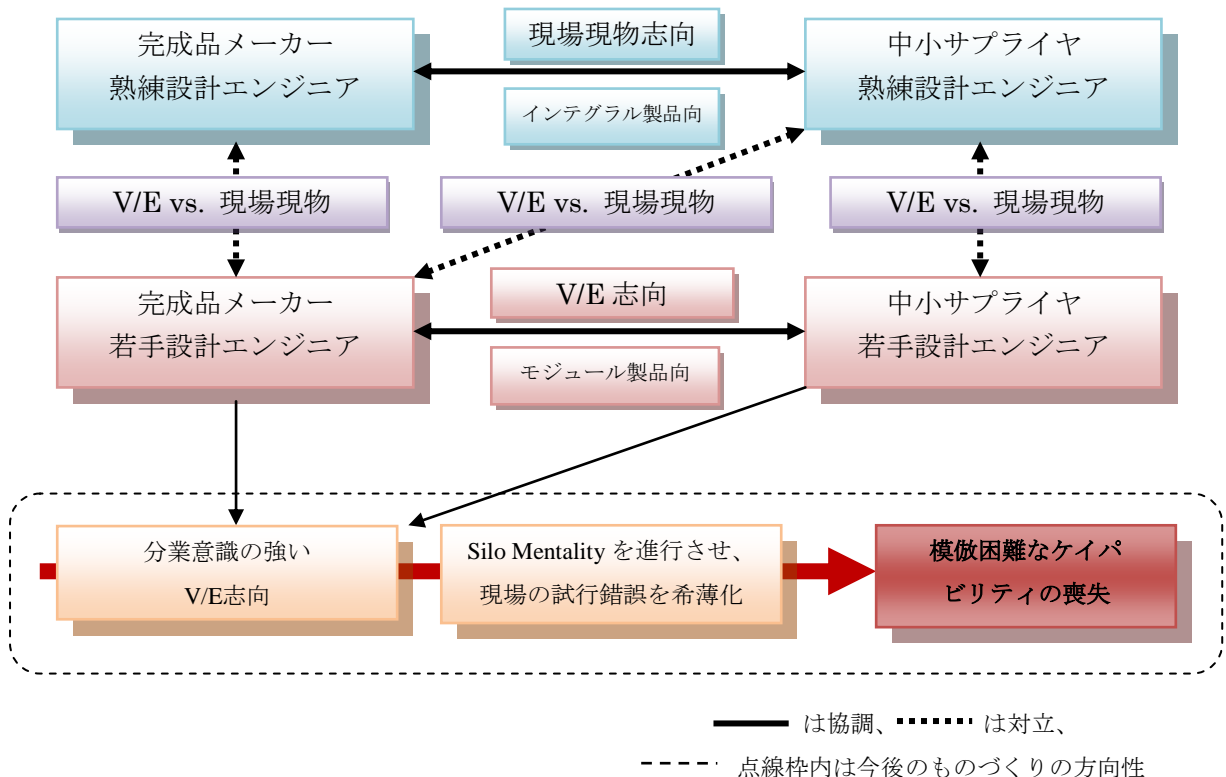 完成品メーカー
熟練設計エンジニア
現場現物志向
インテグラル製品向
中小サプライヤ
熟練設計エンジニア
V/E vs. 現場現物
V/E vs. 現場現物
V/E vs. 現場現物
完成品メーカー
若手設計エンジニア
V/E 志向
モジュール製品向
中小サプライヤ
若手設計エンジニア
分業意識の強い
V/E志向
Silo Mentality を進行させ、
現場の試行錯誤を希薄化
模倣困難なケイパ
ビリティの喪失
は協調、 は対立、
点線枠内は今後のものづくりの方向性